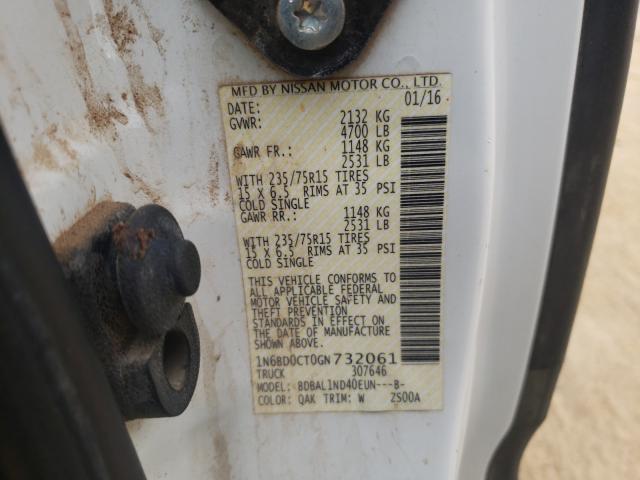 MFD BY NISSAN MOTOR CO., LTD.
DATE: 01/16
GVWR: 2132 KG
4700 LB
GAWR FR.: 1148 KG
2531 LB
WITH 235/75R15 TIRES
15 X 6.5 RIMS AT 35 PSI
COLD SINGLE
GAWR RR.: 1148 KG
2531 LB
WITH 235/75R15 TIRES
15 X 6.5 RIMS AT 35 PSI
COLD SINGLE
THIS VEHICLE CONFORMS TO
ALL APPLICABLE FEDERAL
MOTOR VEHICLE SAFETY AND
THEFT PREVENTION
STANDARDS IN EFFECT ON
THE DATE OF MANUFACTURE
SHOWN ABOVE.
1N6BD0CT0GN732061
TRUCK 307646
MODEL: BDBAL1ND40EUN---B-
COLOR: QAK TRIM: W 2S00A